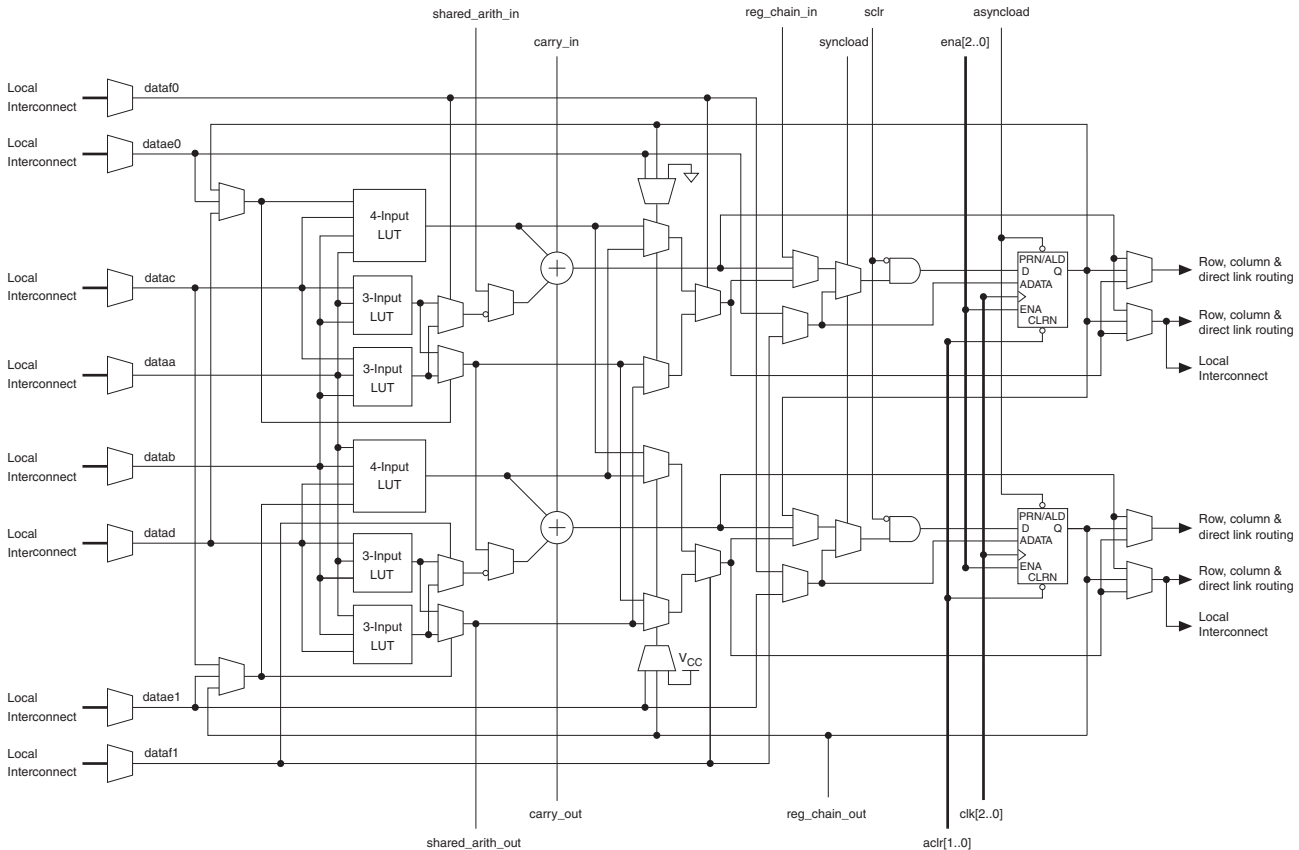 shared_arith_in
reg_chain_in
sclr
asyncload
carry_in
syncload
ena[2..0]
Local
Interconnect
dataf0
Local
Interconnect
datae0
4-Input
LUT
PRN/ALD
D Q
ADATA
ENA
CLRN
Row, column &
direct link routing
Local
Interconnect
datac
3-Input
LUT
Row, column &
direct link routing
Local
Interconnect
dataa
3-Input
LUT
Local
Interconnect
Local
Interconnect
datab
4-Input
LUT
PRN/ALD
D Q
ADATA
ENA
CLRN
Row, column &
direct link routing
Local
Interconnect
datad
3-Input
LUT
Row, column &
direct link routing
3-Input
LUT
Local
Interconnect
VCC
Local
Interconnect
datae1
Local
Interconnect
dataf1
carry_out
reg_chain_out
clk[2..0]
shared_arith_out
aclr[1..0]